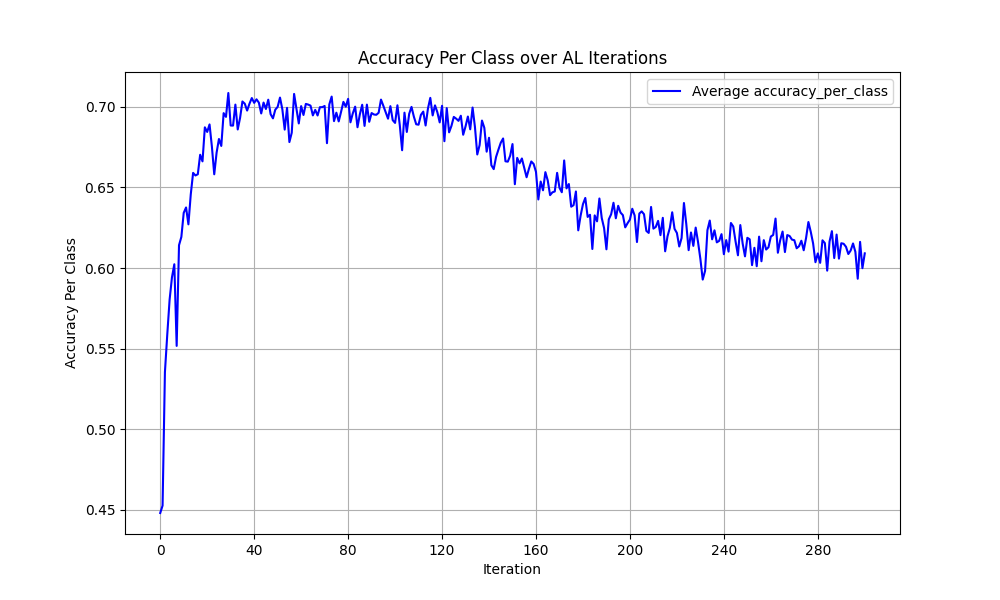 Accuracy Per Class over AL Iterations
Average accuracy_per_class
Accuracy Per Class
0.70
0.65
0.60
0.55
0.50
0.45
0 40 80 120 160 200 240 280
Iteration